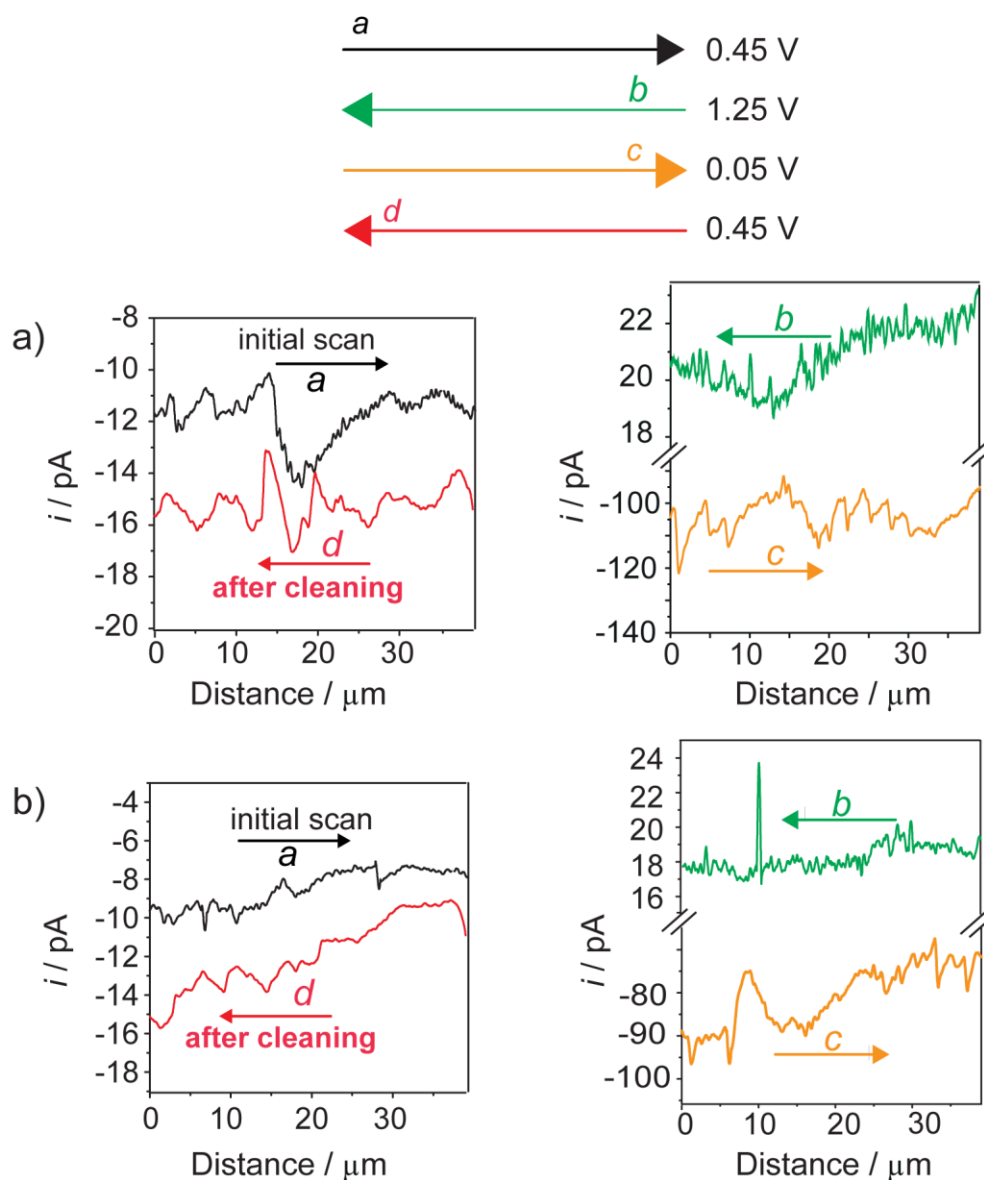 a
0.45 V
b
1.25 V
c
0.05 V
d
0.45 V
a)
-8
-10
-12
-14
-16
-18
-20
i / pA
initial scan
a
d
after cleaning
0 10 20 30
Distance / μm
22
20
18
-100
-120
-140
i / pA
b
c
0 10 20 30
Distance / μm
b)
-4
-6
-8
-10
-12
-14
-16
-18
i / pA
initial scan
a
d
after cleaning
0 10 20 30
Distance / μm
24
22
20
18
16
-80
-90
-100
i / pA
b
c
0 10 20 30
Distance / μm